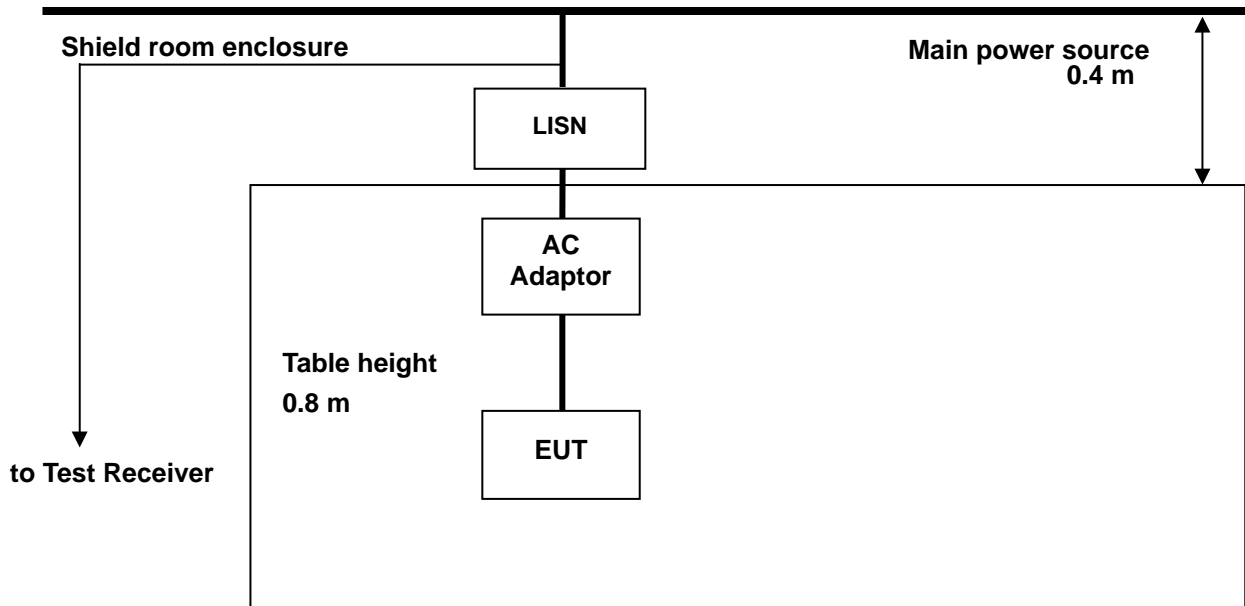 Shield room enclosure
Main power source
0.4 m
LISN
AC
Adaptor
Table height
0.8 m
EUT
to Test Receiver